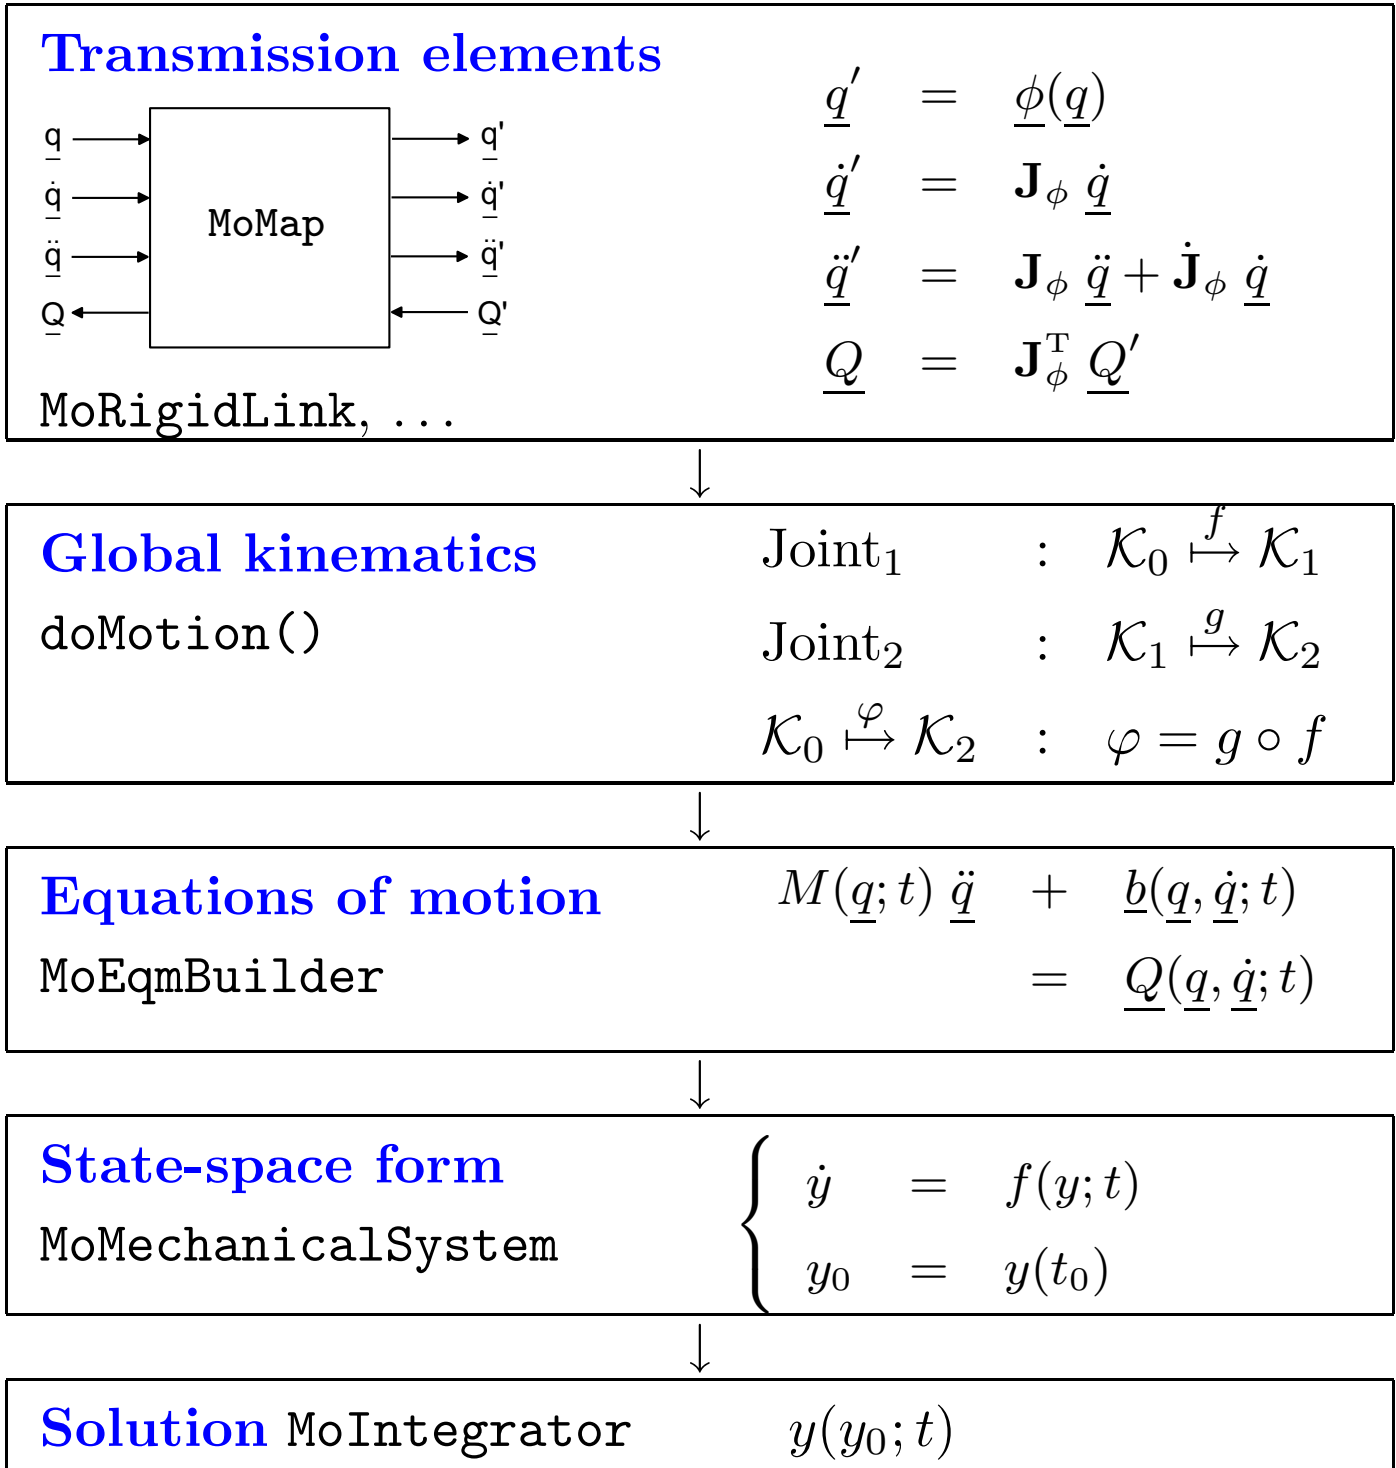 Transmission elements
q̲ q̲'
q̲̇ q̲̇'
q̲̈ q̲̈'
Q̲ Q̲'
MoMap
MoRigidLink, ...
q̲′ = ϕ̲(q̲)
q̲̇′ = J_ϕ q̲̇
q̲̈′ = J_ϕ q̲̈ + J̇_ϕ q̲̇
Q̲ = J_ϕ^T Q̲′
↓
Global kinematics
doMotion()
Joint₁ : 𝒦₀ ↦^f 𝒦₁
Joint₂ : 𝒦₁ ↦^g 𝒦₂
𝒦₀ ↦^φ 𝒦₂ : φ = g ∘ f
↓
Equations of motion
MoEqmBuilder
M(q̲; t) q̲̈ + b̲(q̲, q̲̇; t)
= Q̲(q̲, q̲̇; t)
↓
State-space form
MoMechanicalSystem
{ ẏ = f(y; t)
y₀ = y(t₀)
↓
Solution MoIntegrator y(y₀; t)